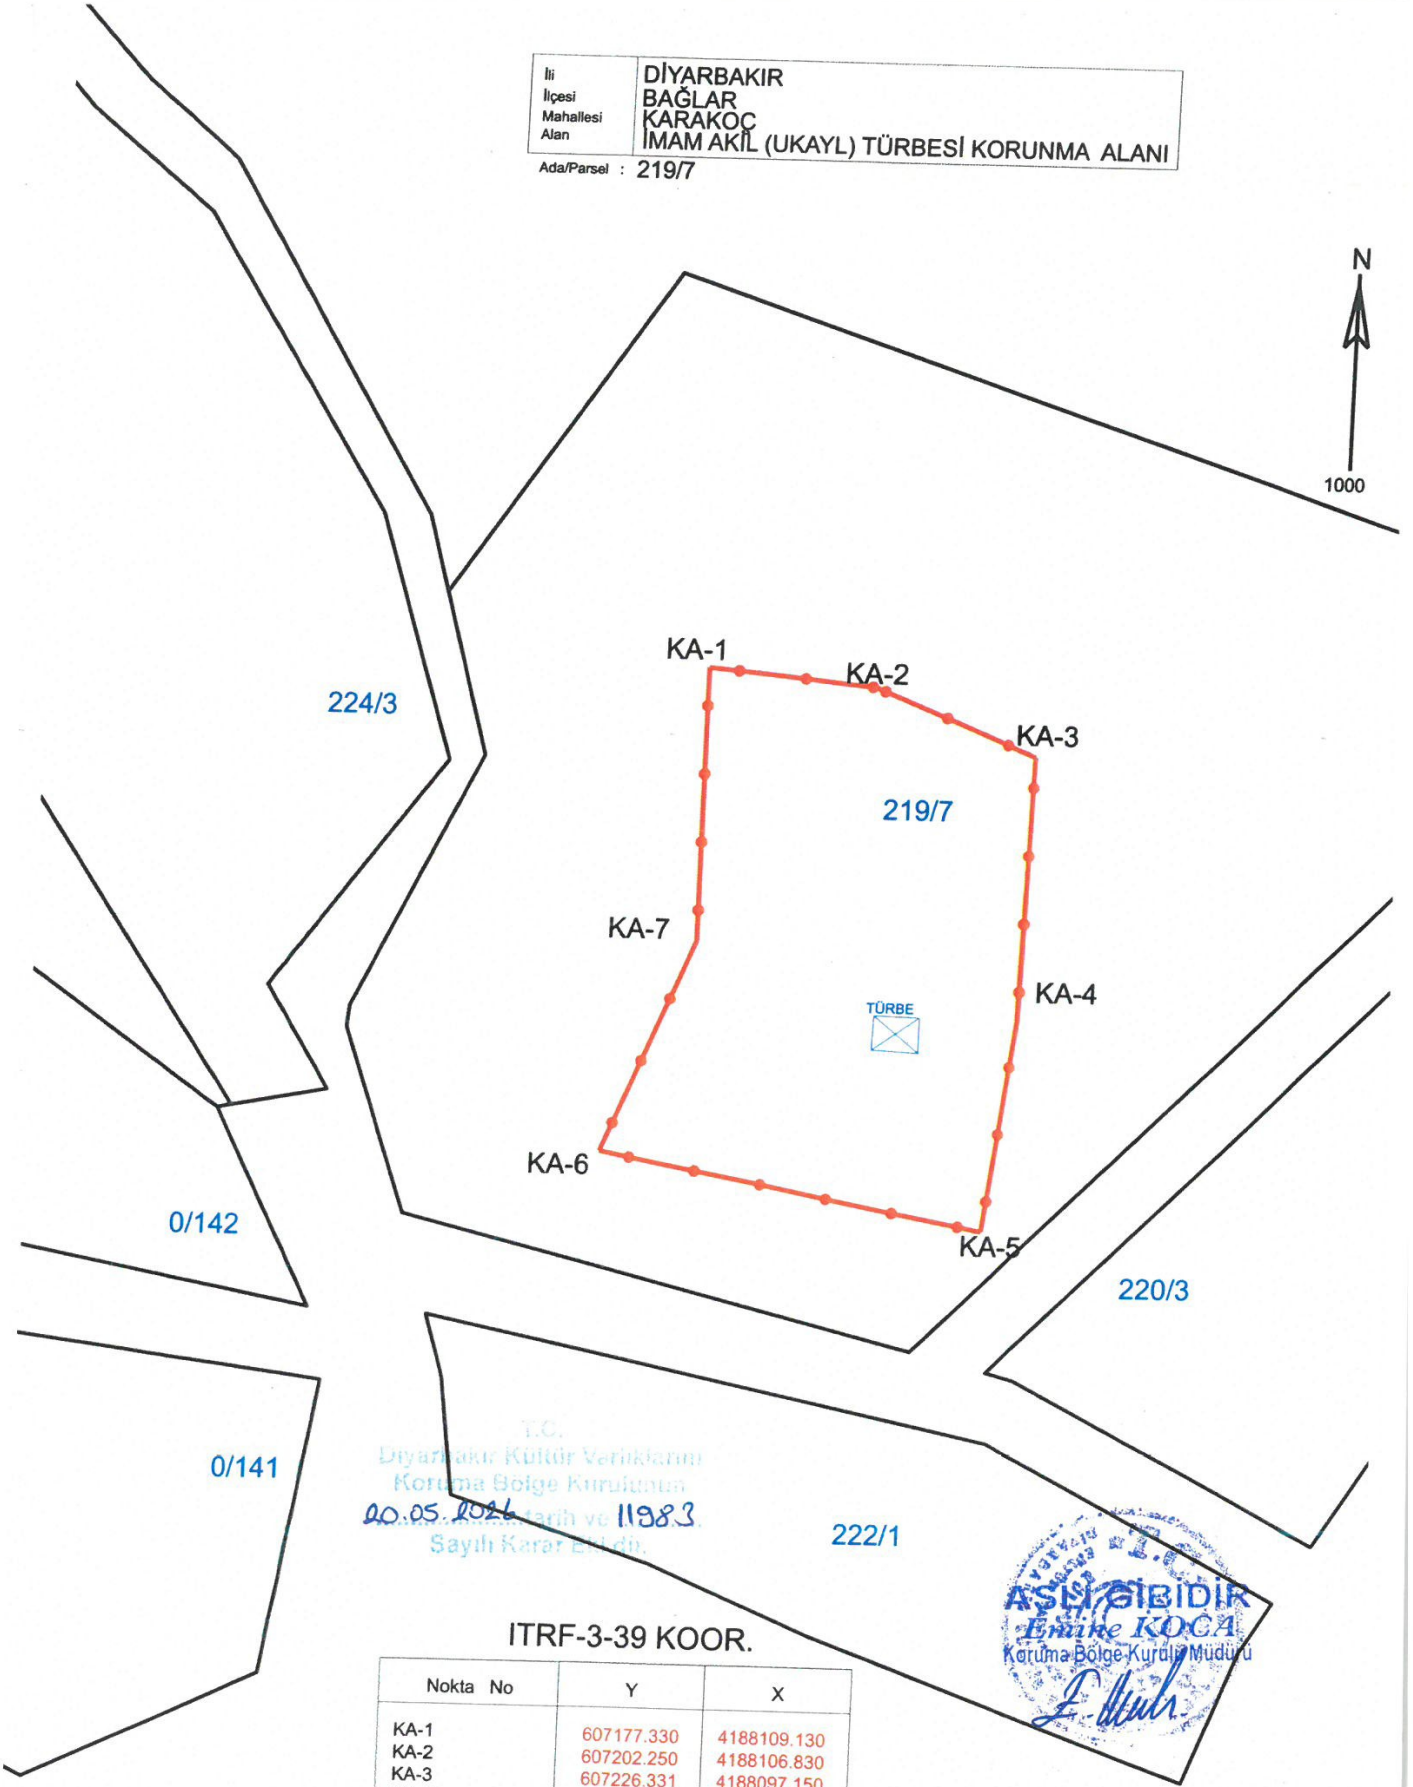 İli DİYARBAKIR
İlçesi BAĞLAR
Mahallesi KARAKOÇ
Alan İMAM AKİL (UKAYL) TÜRBESİ KORUNMA ALANI
Ada/Parsel : 219/7
N
1000
KA-1
KA-2
224/3
KA-3
219/7
KA-7
KA-4
TÜRBE
KA-6
0/142
KA-5
220/3
T.C.
Diyarbakır Kültür Varlıklarını
Koruma Bölge Kurulunun
tarih ve 11983
Sayılı Karar Ekidir.
0/141
222/1
T.C.
ASLI GİBİDİR
Emine KOCA
Koruma Bölge Kurulu Müdürü
ITRF-3-39 KOOR.
Nokta No Y X
KA-1 607177.330 4188109.130
KA-2 607202.250 4188106.830
KA-3 607226.331 4188097.150